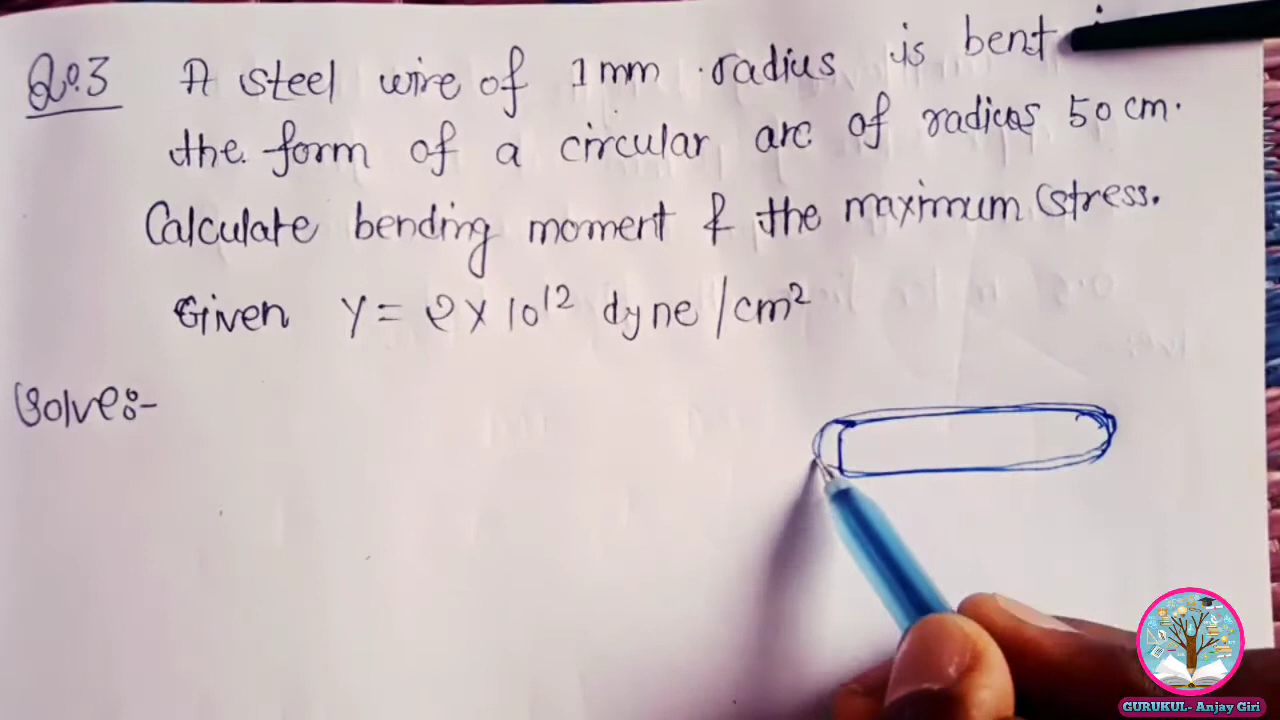 Q.3 A steel wire of 1mm radius is bent
the form of a circular arc of radius 50 cm.
Calculate bending moment & the maximum stress.
Given Y = 2 X 10^12 dyne / cm^2
Solve:-
GURUKUL- Anjay Giri